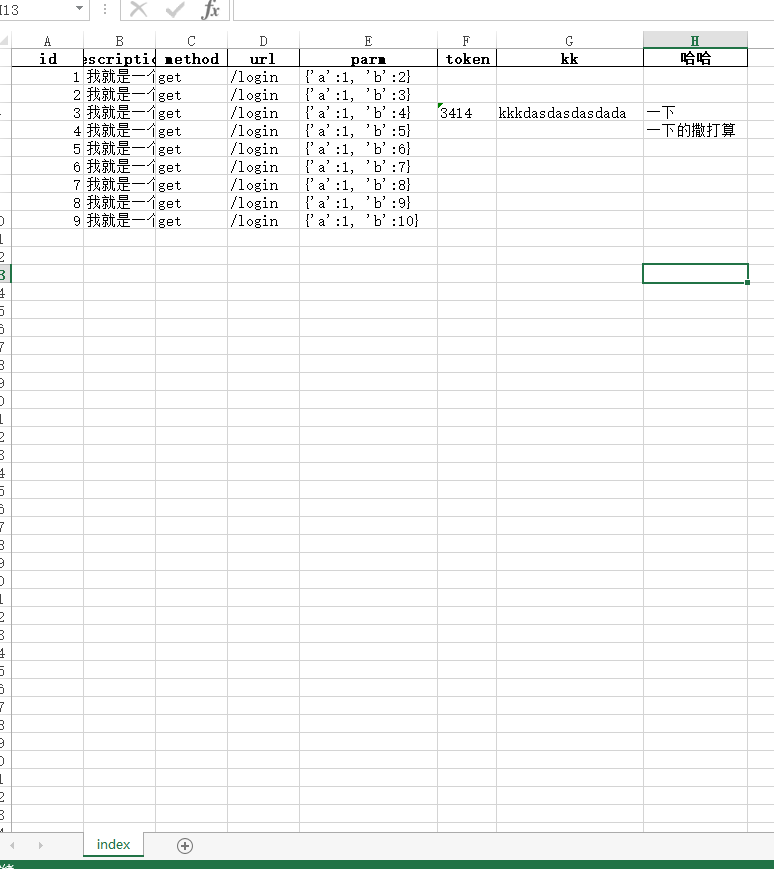 I13 fx
A B C D E F G H
id escriptio method url parm token kk 哈哈
1 我就是一个 get /login {'a':1, 'b':2}
2 我就是一个 get /login {'a':1, 'b':3}
3 我就是一个 get /login {'a':1, 'b':4} 3414 kkkdasdasdasdada 一下
4 我就是一个 get /login {'a':1, 'b':5} 一下的撒打算
5 我就是一个 get /login {'a':1, 'b':6}
6 我就是一个 get /login {'a':1, 'b':7}
7 我就是一个 get /login {'a':1, 'b':8}
8 我就是一个 get /login {'a':1, 'b':9}
9 我就是一个 get /login {'a':1, 'b':10}
index